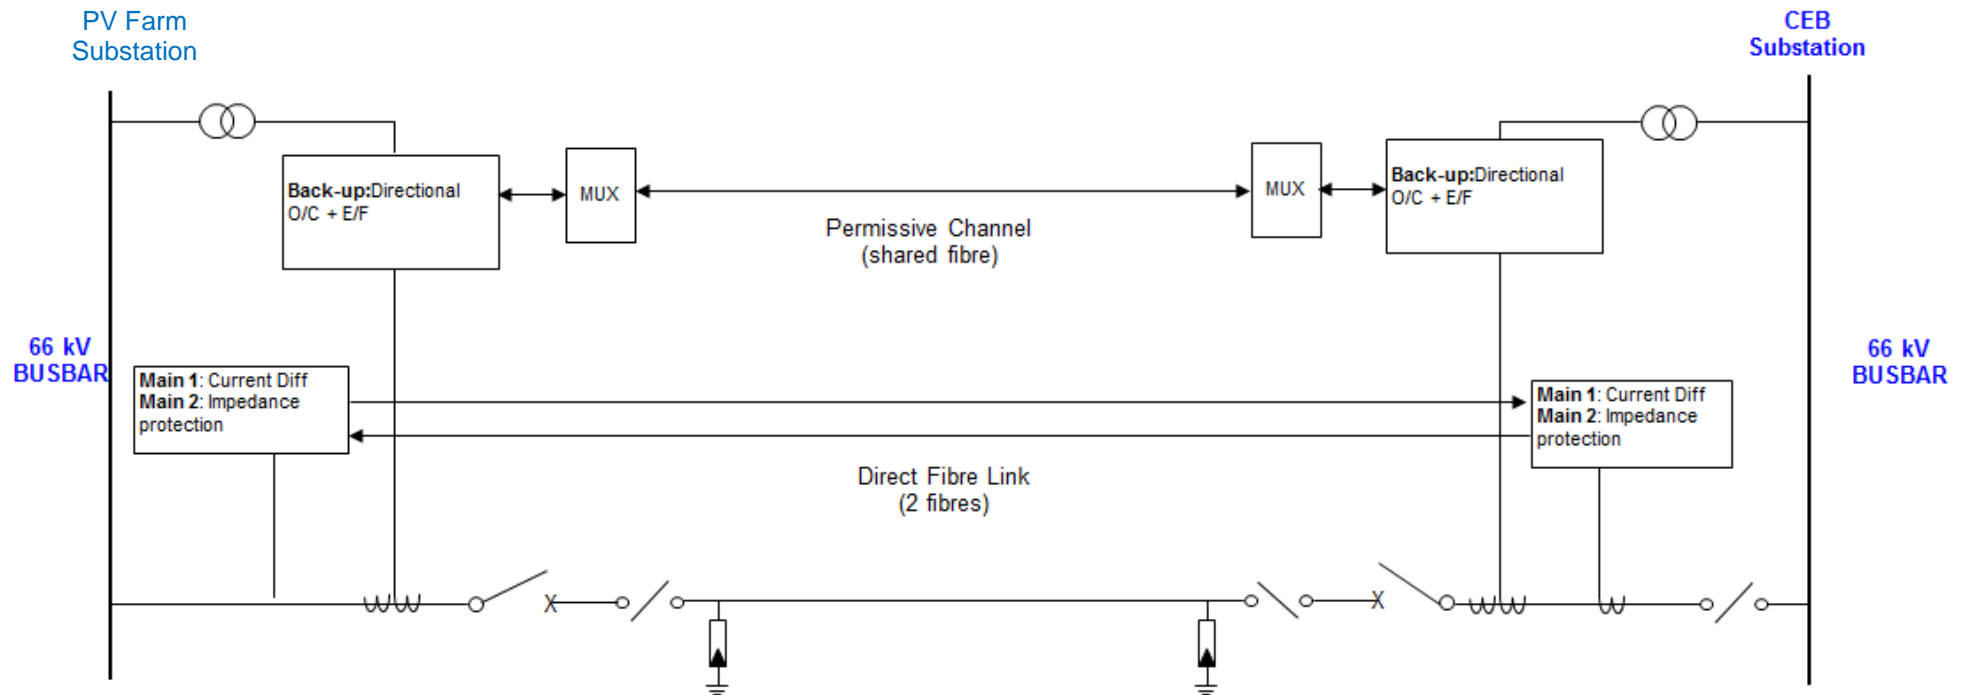 PV Farm
Substation
CEB
Substation
Back-up:Directional
O/C + E/F
MUX
Permissive Channel
(shared fibre)
MUX
Back-up:Directional
O/C + E/F
66 kV
BUSBAR
Main 1: Current Diff
Main 2: Impedance
protection
Direct Fibre Link
(2 fibres)
Main 1: Current Diff
Main 2: Impedance
protection
66 kV
BUSBAR